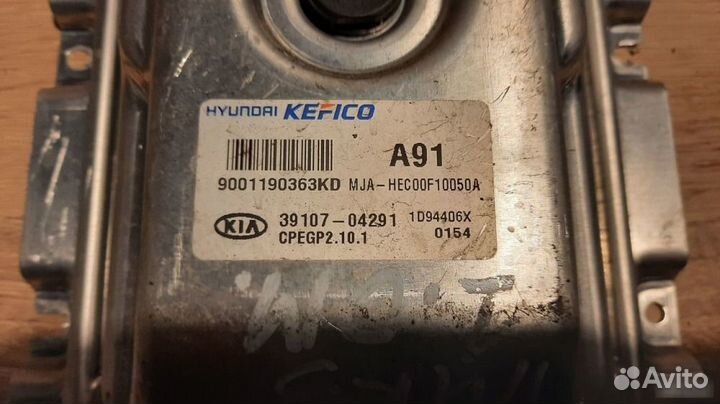 HYUNDAI KEFICO
A91
9001190363KD MJA-HEC00F10050A
KIA 39107-04291 1D94406X
CPEGP2.10.1 0154
Avito